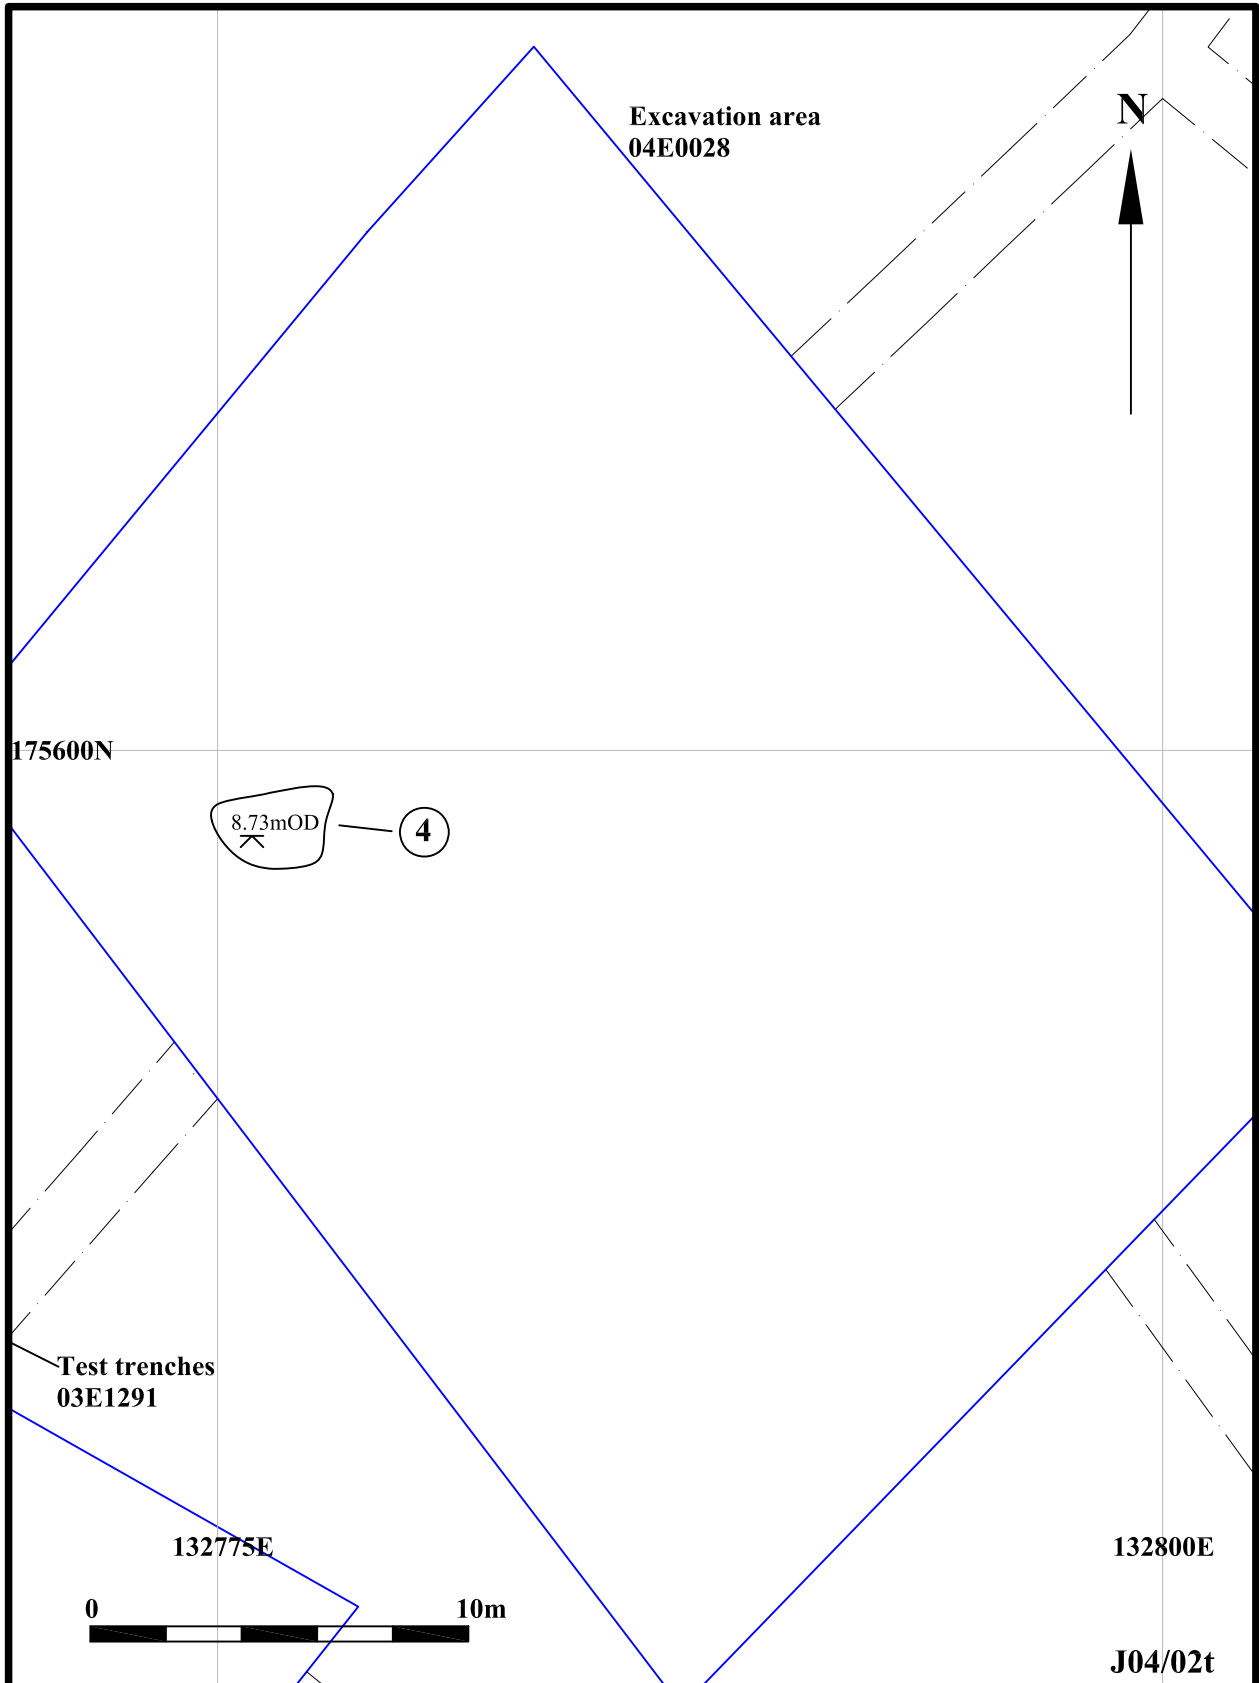 Excavation area
04E0028
N
175600N
8.73mOD
4
Test trenches
03E1291
132775E
132800E
0 10m
J04/02t